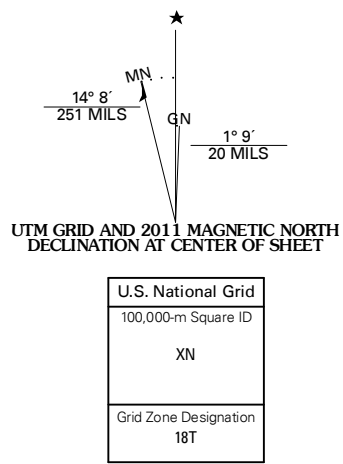 MN
14° 8´
251 MILS
GN
1° 9´
20 MILS
UTM GRID AND 2011 MAGNETIC NORTH
DECLINATION AT CENTER OF SHEET
U.S. National Grid
100,000-m Square ID
XN
Grid Zone Designation
18T